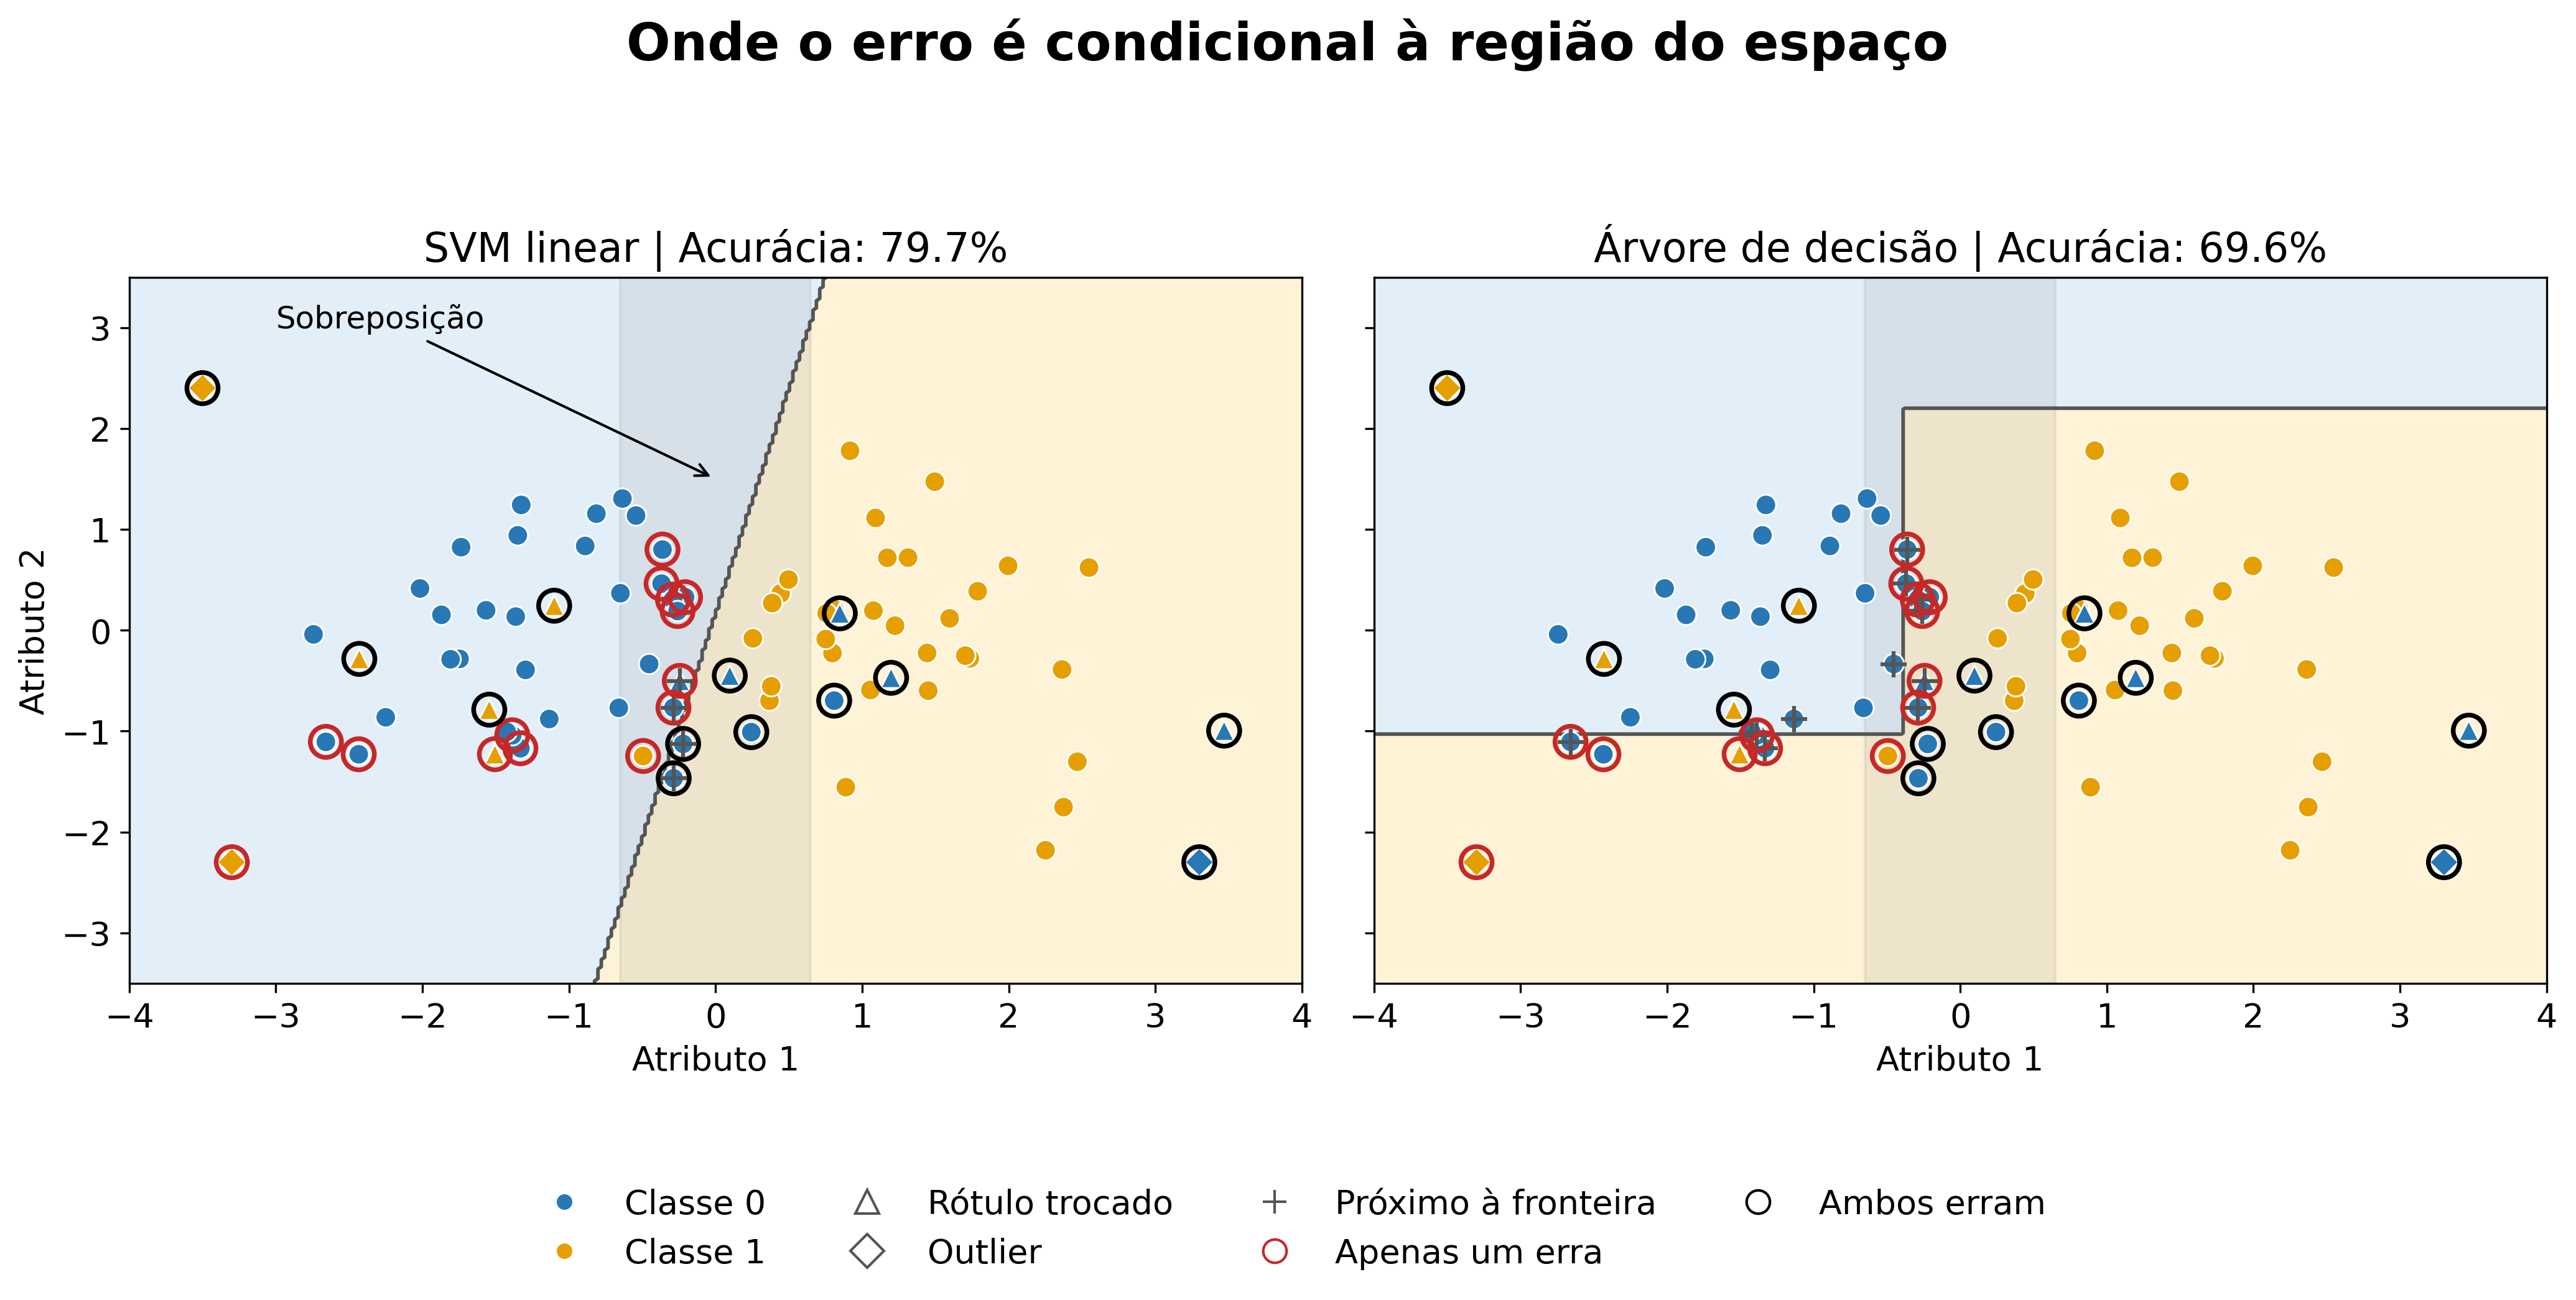 Onde o erro é condicional à região do espaço
SVM linear | Acurácia: 79.7%
Sobreposição
3
2
1
0
−1
−2
−3
Atributo 2
−4
−3
−2
−1
0
1
2
3
4
Atributo 1
Árvore de decisão | Acurácia: 69.6%
−4
−3
−2
−1
0
1
2
3
4
Atributo 1
Classe 0
Classe 1
Rótulo trocado
Outlier
Próximo à fronteira
Apenas um erra
Ambos erram